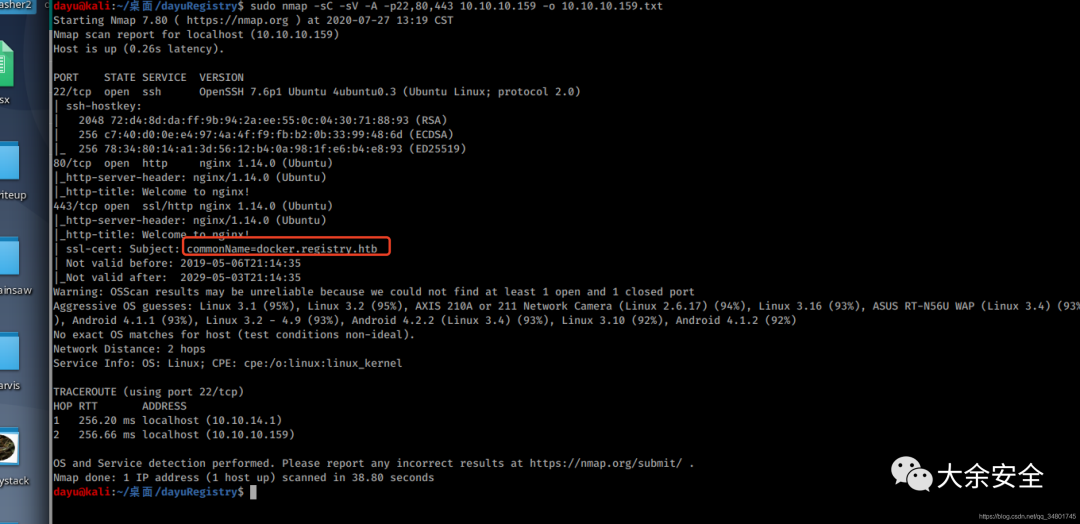 dayu@kali:~/桌面/dayuRegistry$ sudo nmap -sC -sV -A -p22,80,443 10.10.10.159 -o 10.10.10.159.txt
Starting Nmap 7.80 ( https://nmap.org ) at 2020-07-27 13:19 CST
Nmap scan report for localhost (10.10.10.159)
Host is up (0.26s latency).
PORT    STATE SERVICE  VERSION
22/tcp  open  ssh      OpenSSH 7.6p1 Ubuntu 4ubuntu0.3 (Ubuntu Linux; protocol 2.0)
| ssh-hostkey:
|   2048 72:d4:8d:da:ff:9b:94:2a:ee:55:0c:04:30:71:88:93 (RSA)
|   256 c7:40:d0:0e:e4:97:4a:4f:f9:fb:b2:0b:33:99:48:6d (ECDSA)
|_  256 78:34:80:14:a1:3d:56:12:b4:0a:98:1f:e6:b4:e8:93 (ED25519)
80/tcp  open  http     nginx 1.14.0 (Ubuntu)
|_http-server-header: nginx/1.14.0 (Ubuntu)
|_http-title: Welcome to nginx!
443/tcp open  ssl/http nginx 1.14.0 (Ubuntu)
|_http-server-header: nginx/1.14.0 (Ubuntu)
|_http-title: Welcome to nginx!
| ssl-cert: Subject: commonName=docker.registry.htb
| Not valid before: 2019-05-06T21:14:35
|_Not valid after:  2029-05-03T21:14:35
Warning: OSScan results may be unreliable because we could not find at least 1 open and 1 closed port
Aggressive OS guesses: Linux 3.1 (95%), Linux 3.2 (95%), AXIS 210A or 211 Network Camera (Linux 2.6.17) (94%), Linux 3.16 (93%), ASUS RT-N56U WAP (Linux 3.4) (93%
), Android 4.1.1 (93%), Linux 3.2 - 4.9 (93%), Android 4.2.2 (Linux 3.4) (93%), Linux 3.10 (92%), Android 4.1.2 (92%)
No exact OS matches for host (test conditions non-ideal).
Network Distance: 2 hops
Service Info: OS: Linux; CPE: cpe:/o:linux:linux_kernel
TRACEROUTE (using port 22/tcp)
HOP RTT       ADDRESS
1   256.20 ms localhost (10.10.14.1)
2   256.66 ms localhost (10.10.10.159)
OS and Service detection performed. Please report any incorrect results at https://nmap.org/submit/ .
Nmap done: 1 IP address (1 host up) scanned in 38.80 seconds
dayu@kali:~/桌面/dayuRegistry$
asher2
sx
riteup
ainsaw
arvis
ystack
大余安全
https://blog.csdn.net/qq_34801745